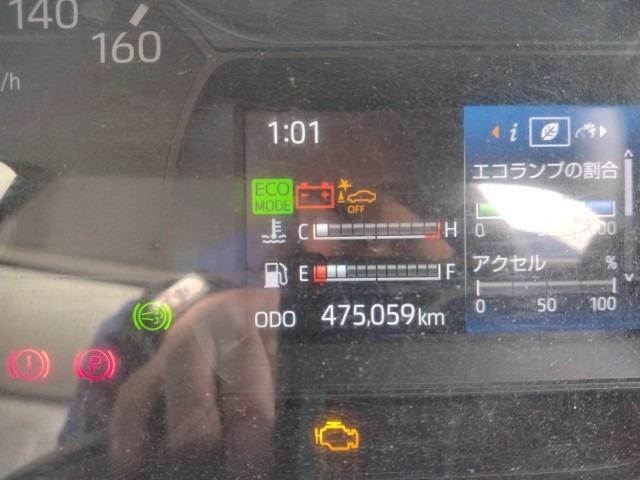 140
160
/h
1:01
i
エコランプの割合
ECO
MODE
OFF
C H
0 50 100
E F
アクセル %
0 50 100
ODO 475,059km
P